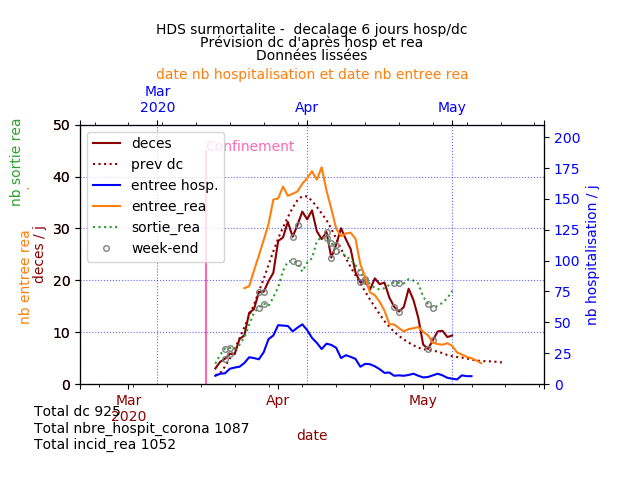 HDS surmortalite -  decalage 6 jours hosp/dc
Prévision dc d'après hosp et rea
Données lissées
date nb hospitalisation et date nb entree rea
Mar
2020
Apr
May
nb sortie rea
.
nb entree rea
deces / j
50
40
30
20
10
0
deces
prev dc
entree hosp.
entree_rea
sortie_rea
week-end
Confinement
200
175
150
125
100
75
50
25
0
nb hospitalisation / j
Mar
2020
Apr
May
date
Total dc 925
Total nbre_hospit_corona 1087
Total incid_rea 1052